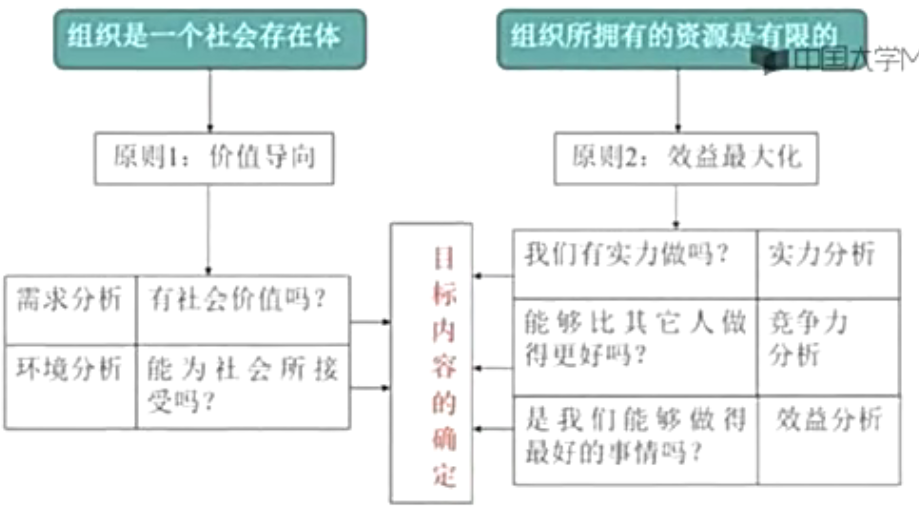 组织是一个社会存在体
组织所拥有的资源是有限的
中国大学M
原则1：价值导向
原则2：效益最大化
需求分析
有社会价值吗？
环境分析
能为社会所接
受吗？
目
标
内
容
的
确
定
我们有实力做吗？
实力分析
能够比其它人做
得更好吗？
竞争力
分析
是我们能够做得
最好的事情吗？
效益分析